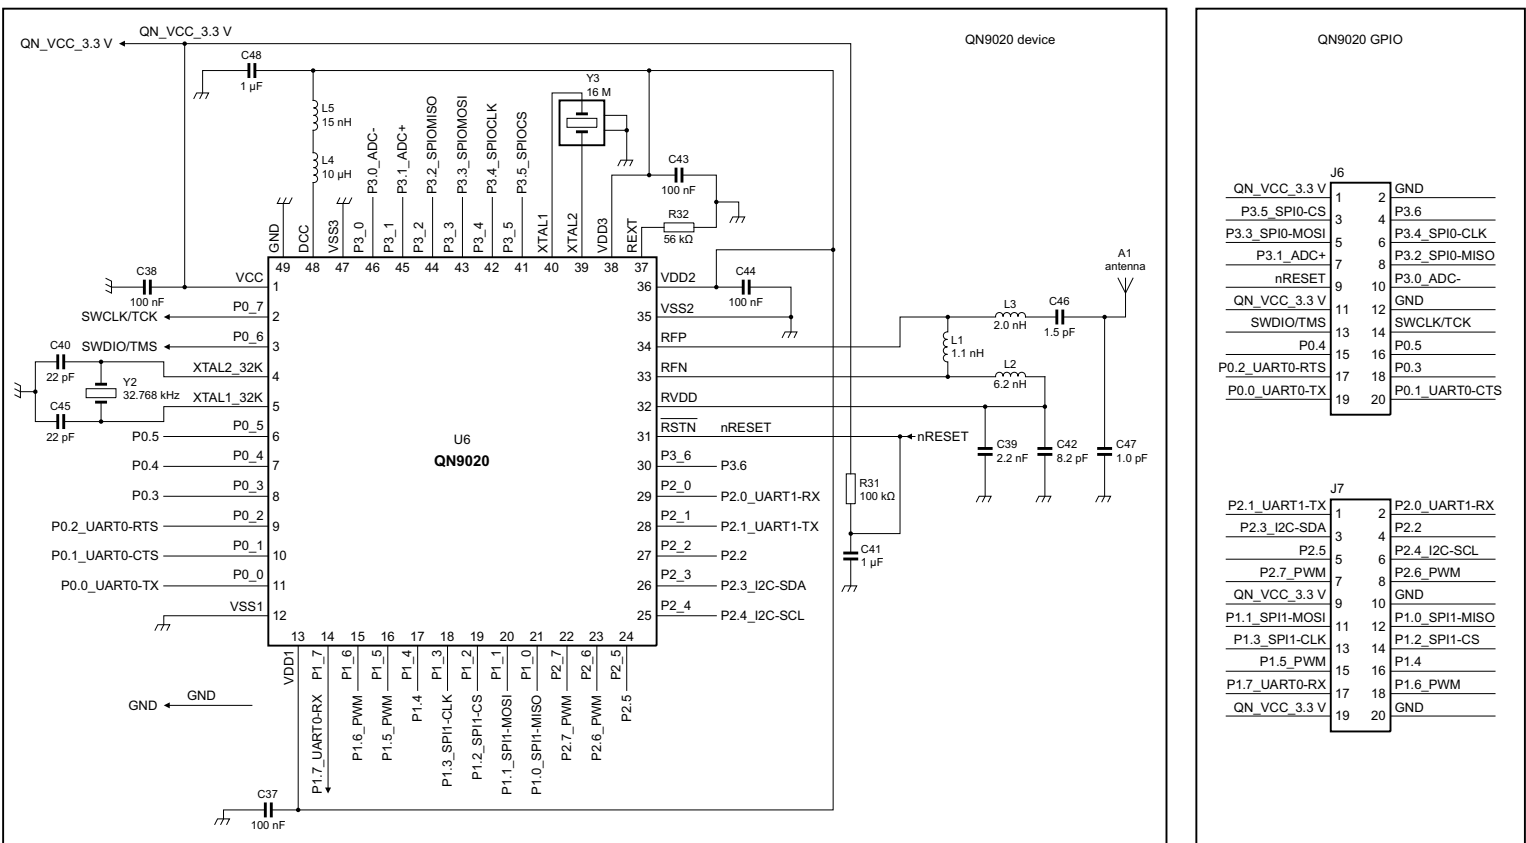 QN_VCC_3.3 V
QN_VCC_3.3 V
QN9020 device
C48
1 µF
L5
15 nH
L4
10 µH
Y3
16 M
P3.0_ADC-
P3.1_ADC+
P3.2_SPIOMISO
P3.3_SPIOMOSI
P3.4_SPIOCLK
P3.5_SPIOCS
C43
100 nF
R32
56 kΩ
GND
DCC
VSS3
P3_0
P3_1
P3_2
P3_3
P3_4
P3_5
XTAL1
XTAL2
VDD3
REXT
49 48 47 46 45 44 43 42 41 40 39 38 37
C38
100 nF
VCC
1
SWCLK/TCK
P0_7
2
SWDIO/TMS
P0_6
3
C40
22 pF
XTAL2_32K
4
Y2
32.768 kHz
XTAL1_32K
5
C45
22 pF
P0.5
P0_5
6
P0.4
P0_4
7
P0.3
P0_3
8
P0.2_UART0-RTS
P0_2
9
P0.1_UART0-CTS
P0_1
10
P0.0_UART0-TX
P0_0
11
VSS1
12
U6
QN9020
36
VDD2
C44
100 nF
35
VSS2
34
RFP
33
RFN
32
RVDD
31
RSTN
nRESET
nRESET
30
P3_6
P3.6
29
P2_0
P2.0_UART1-RX
28
P2_1
P2.1_UART1-TX
27
P2_2
P2.2
26
P2_3
P2.3_I2C-SDA
25
P2_4
P2.4_I2C-SCL
A1
antenna
L3
2.0 nH
C46
1.5 pF
L1
1.1 nH
L2
6.2 nH
C39
2.2 nF
C42
8.2 pF
C47
1.0 pF
R31
100 kΩ
C41
1 µF
13 14 15 16 17 18 19 20 21 22 23 24
VDD1
P1_7
P1_6
P1_5
P1_4
P1_3
P1_2
P1_1
P1_0
P2_7
P2_6
P2_5
P1.7_UART0-RX
P1.6_PWM
P1.5_PWM
P1.4
P1.3_SPI1-CLK
P1.2_SPI1-CS
P1.1_SPI1-MOSI
P1.0_SPI1-MISO
P2.7_PWM
P2.6_PWM
P2.5
GND
GND
C37
100 nF
QN9020 GPIO
J6
QN_VCC_3.3 V 1 2 GND
P3.5_SPI0-CS 3 4 P3.6
P3.3_SPI0-MOSI 5 6 P3.4_SPI0-CLK
P3.1_ADC+ 7 8 P3.2_SPI0-MISO
nRESET 9 10 P3.0_ADC-
QN_VCC_3.3 V 11 12 GND
SWDIO/TMS 13 14 SWCLK/TCK
P0.4 15 16 P0.5
P0.2_UART0-RTS 17 18 P0.3
P0.0_UART0-TX 19 20 P0.1_UART0-CTS
J7
P2.1_UART1-TX 1 2 P2.0_UART1-RX
P2.3_I2C-SDA 3 4 P2.2
P2.5 5 6 P2.4_I2C-SCL
P2.7_PWM 7 8 P2.6_PWM
QN_VCC_3.3 V 9 10 GND
P1.1_SPI1-MOSI 11 12 P1.0_SPI1-MISO
P1.3_SPI1-CLK 13 14 P1.2_SPI1-CS
P1.5_PWM 15 16 P1.4
P1.7_UART0-RX 17 18 P1.6_PWM
QN_VCC_3.3 V 19 20 GND